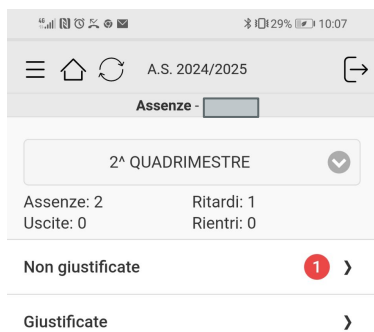 29% 10:07
A.S. 2024/2025
Assenze -
2^ QUADRIMESTRE
Assenze: 2 Ritardi: 1
Uscite: 0 Rientri: 0
Non giustificate 1
Giustificate